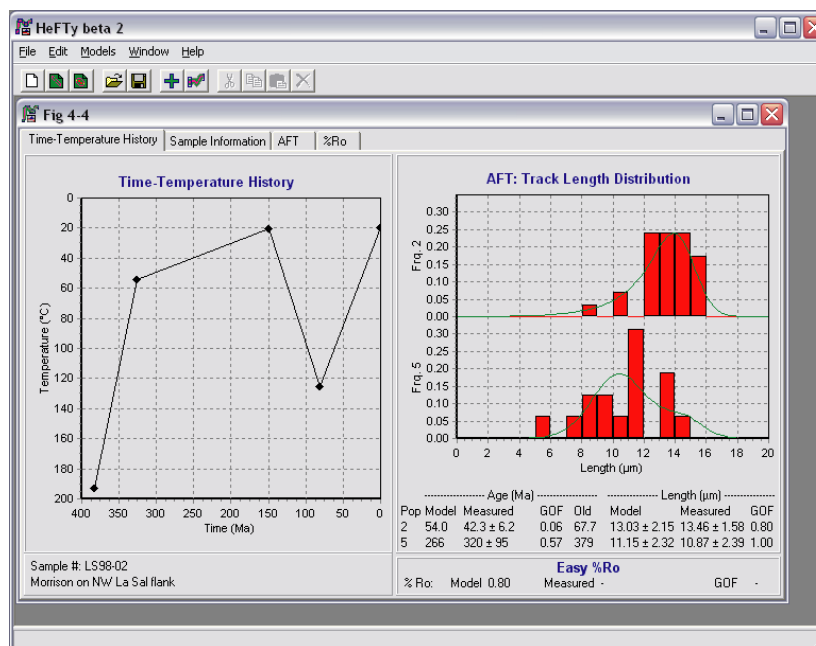 HeFTy beta 2
File Edit Models Window Help
Fig 4-4
Time-Temperature History Sample Information AFT %Ro
Time-Temperature History
0
20
40
60
80
100
120
140
160
180
200
Temperature (°C)
400 350 300 250 200 150 100 50 0
Time (Ma)
Sample #: LS98-02
Morrison on NW La Sal flank
AFT: Track Length Distribution
0.30
0.25
0.20
0.15
0.10
0.05
0.00
Frq. 2
0.30
0.25
0.20
0.15
0.10
0.05
0.00
Frq. 5
0 2 4 6 8 10 12 14 16 18 20
Length (µm)
---------- Age (Ma) ---------- ---------- Length (µm) ----------
Pop Model Measured GOF Old Model Measured GOF
2 54.0 42.3 ± 6.2 0.06 67.7 13.03 ± 2.15 13.46 ± 1.58 0.80
5 266 320 ± 95 0.57 379 11.15 ± 2.32 10.87 ± 2.39 1.00
Easy %Ro
% Ro: Model 0.80 Measured - GOF -